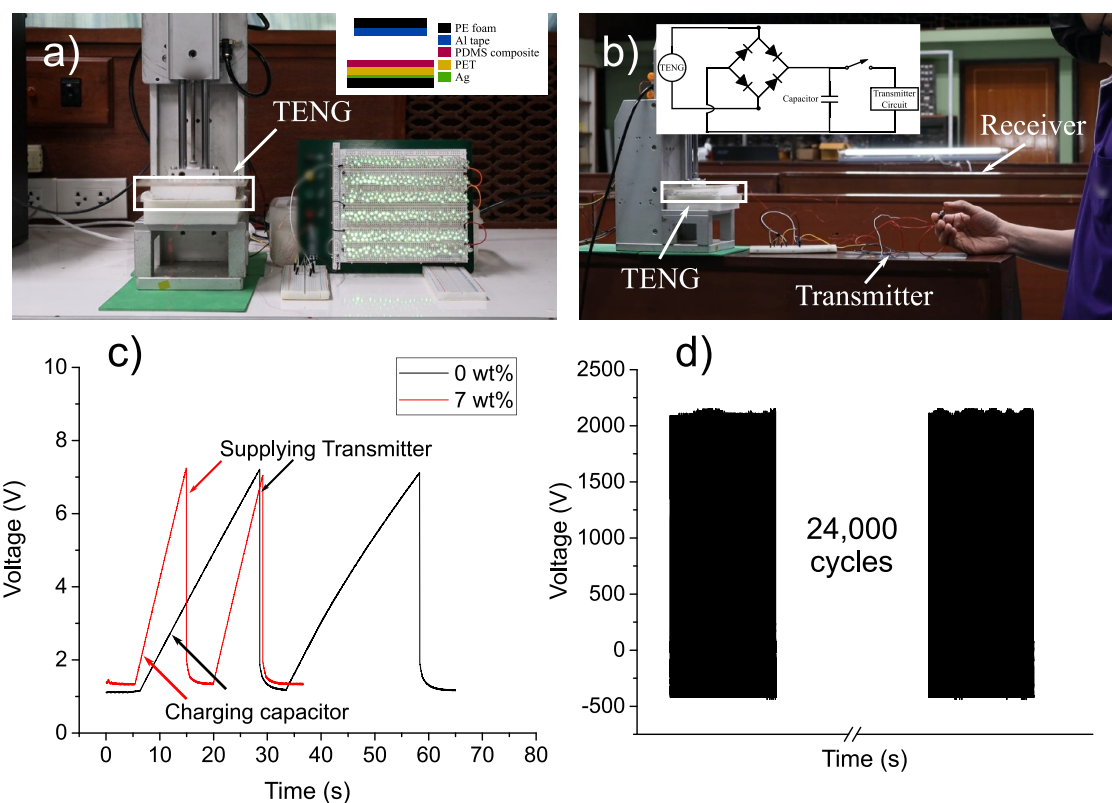 a)
PE foam
Al tape
PDMS composite
PET
Ag
TENG
b)
TENG
Capacitor
Transmitter
Circuit
Receiver
TENG
Transmitter
c)
0 wt%
7 wt%
Supplying Transmitter
Charging capacitor
Voltage (V)
10
8
6
4
2
0
0 10 20 30 40 50 60 70 80
Time (s)
d)
Voltage (V)
2500
2000
1500
1000
500
0
-500
24,000
cycles
Time (s)